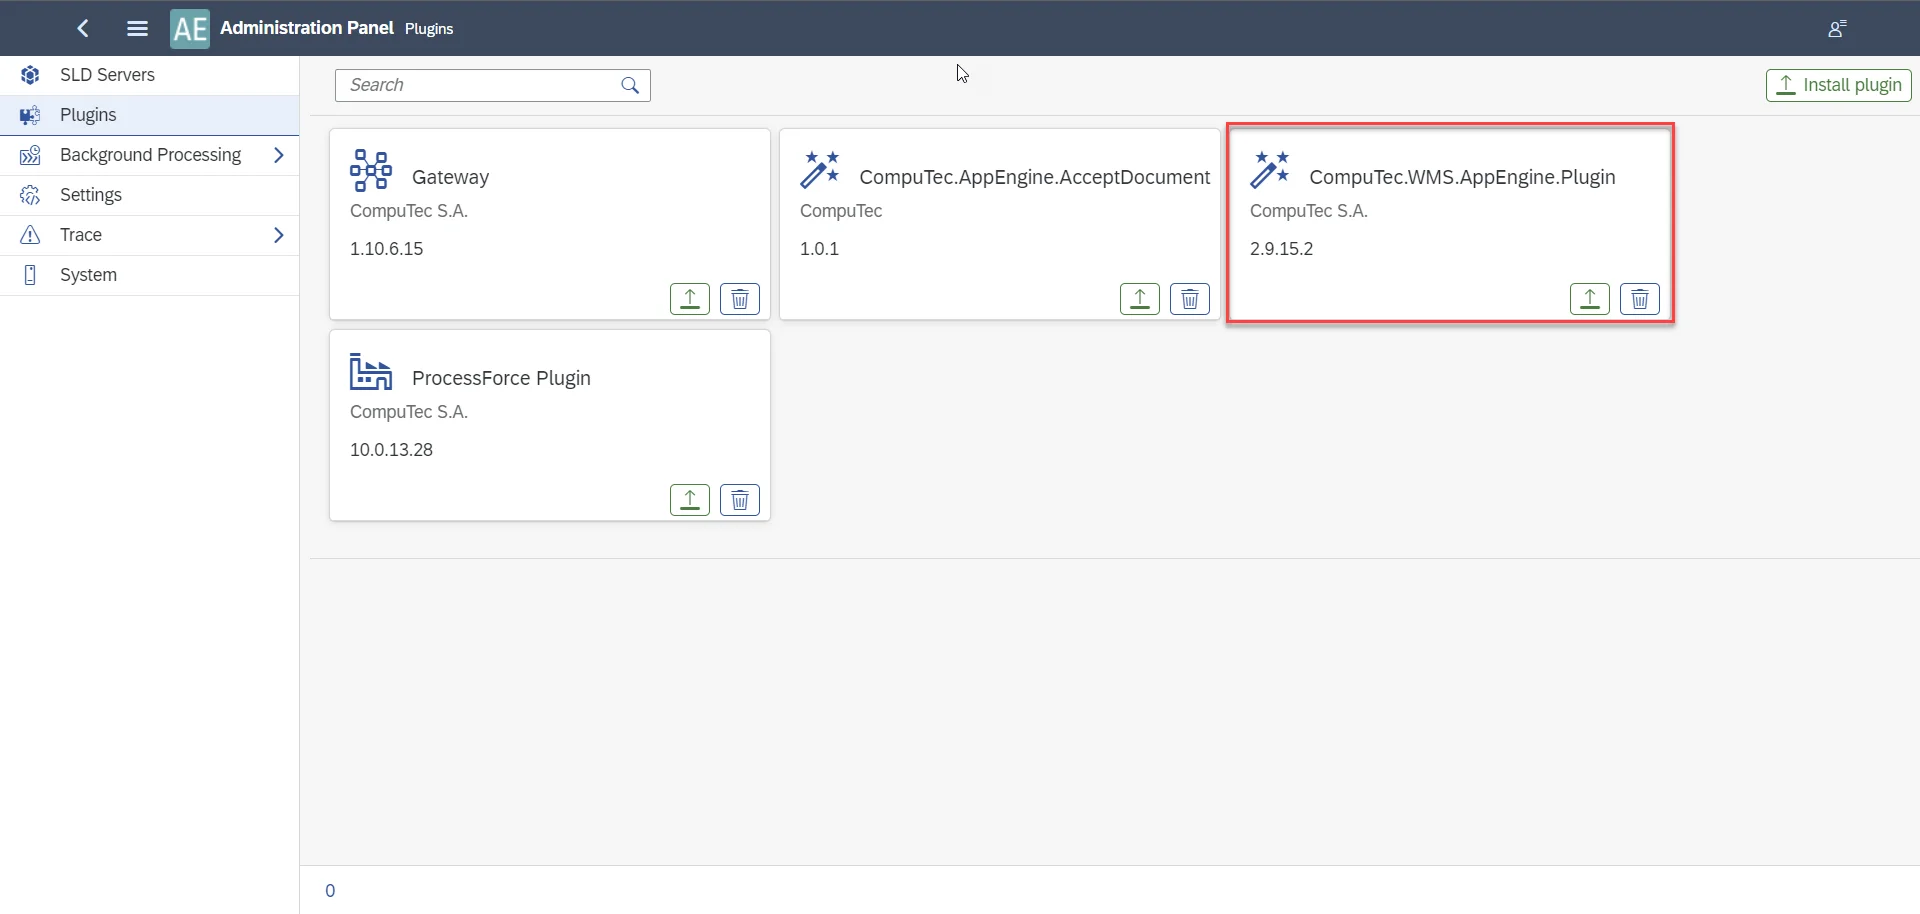 AE Administration Panel Plugins
SLD Servers
Plugins
Background Processing
Settings
Trace
System
Search
Install plugin
Gateway
CompuTec S.A.
1.10.6.15
CompuTec.AppEngine.AcceptDocument
CompuTec
1.0.1
CompuTec.WMS.AppEngine.Plugin
CompuTec S.A.
2.9.15.2
ProcessForce Plugin
CompuTec S.A.
10.0.13.28
0